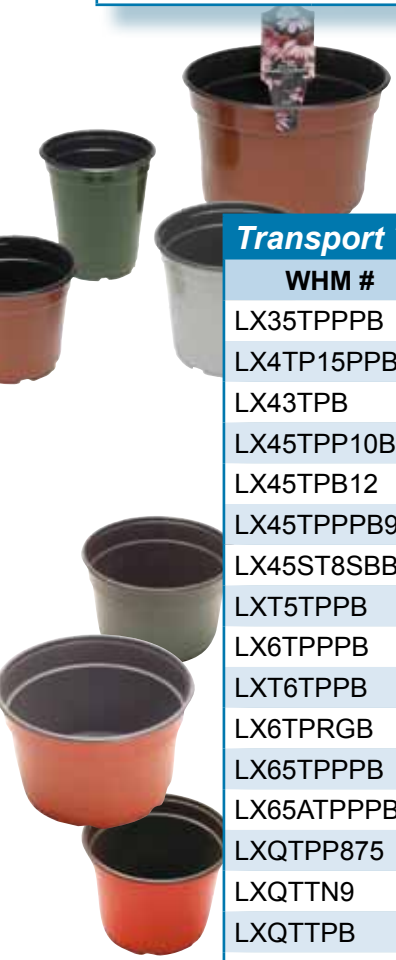 Transport
WHM #
LX35TPPPB
LX4TP15PPB
LX43TPB
LX45TPP10B
LX45TPB12
LX45TPPPB9
LX45ST8SBB
LXT5TPPB
LX6TPPPB
LXT6TPPB
LX6TPRGB
LX65TPPPB
LX65ATPPPB
LXQTPP875
LXQTTN9
LXQTTPB